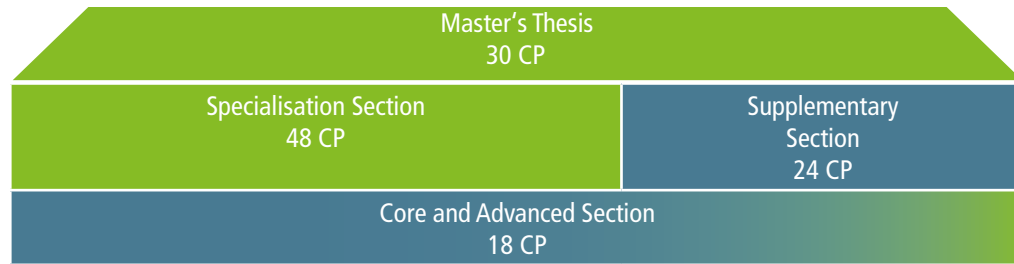 Master's Thesis
30 CP
Specialisation Section
48 CP
Supplementary
Section
24 CP
Core and Advanced Section
18 CP